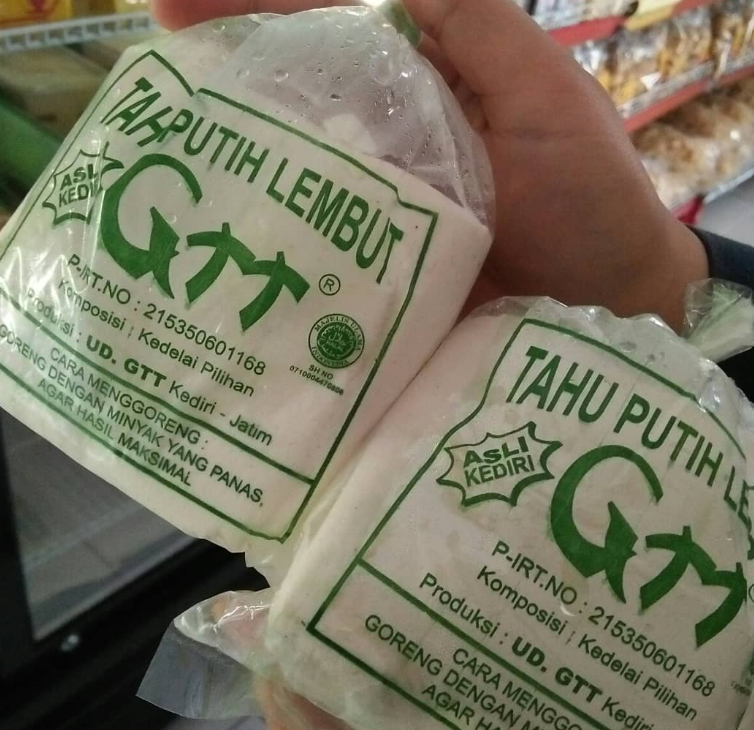 TAHU PUTIH LEMBUT
ASLI
KEDIRI
GTT ®
P-IRT.NO : 215350601168
Komposisi ; Kedelai Pilihan
Produksi : UD. GTT Kediri - Jatim
CARA MENGGORENG :
GORENG DENGAN MINYAK YANG PANAS,
AGAR HASIL MAKSIMAL
SH NO
TAHU PUTIH LE
ASLI
KEDIRI
GTT
P-IRT.NO : 215350601168
Komposisi ; Kedelai Pilihan
Produksi : UD. GTT Kediri
CARA MENGGO
GORENG DENGAN M
AGAR HA